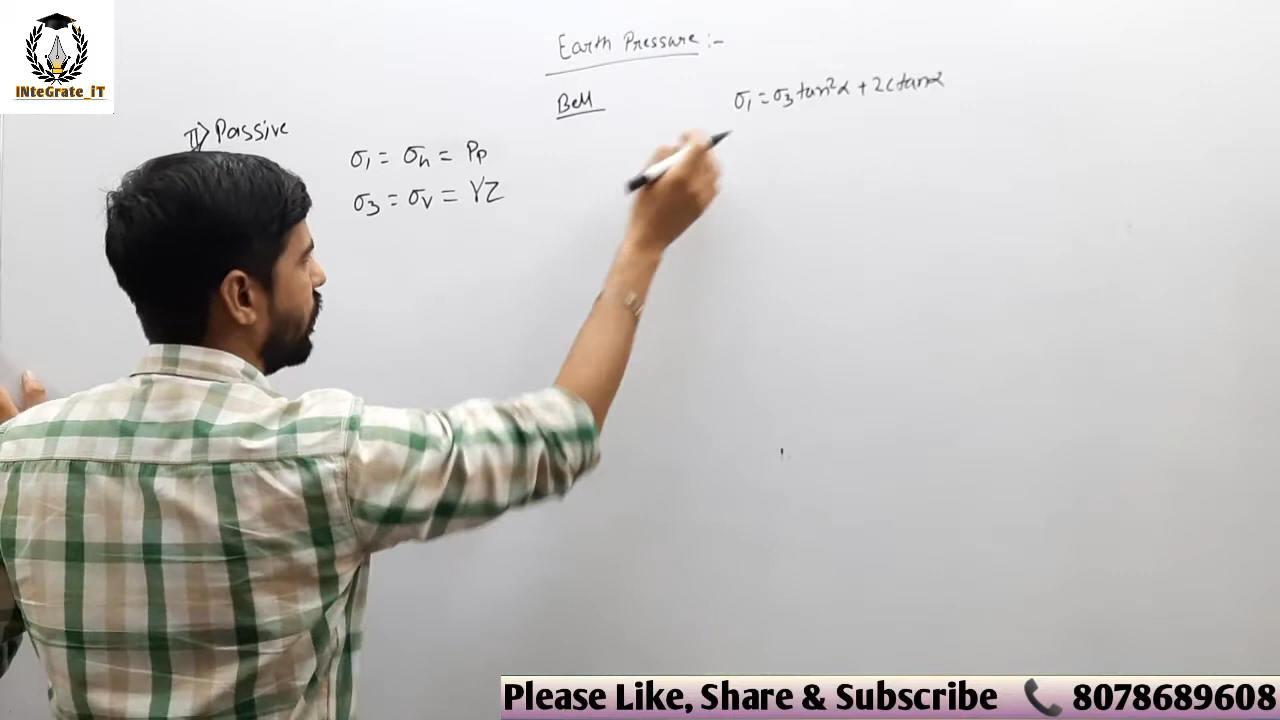 INteGrate_iT
Earth Pressure :-
Bell
σ₁ = σ₃ tan²α + 2c tanα
II> Passive
σ₁ = σh = Pp
σ₃ = σv = γZ
Please Like, Share & Subscribe 📞 8078689608